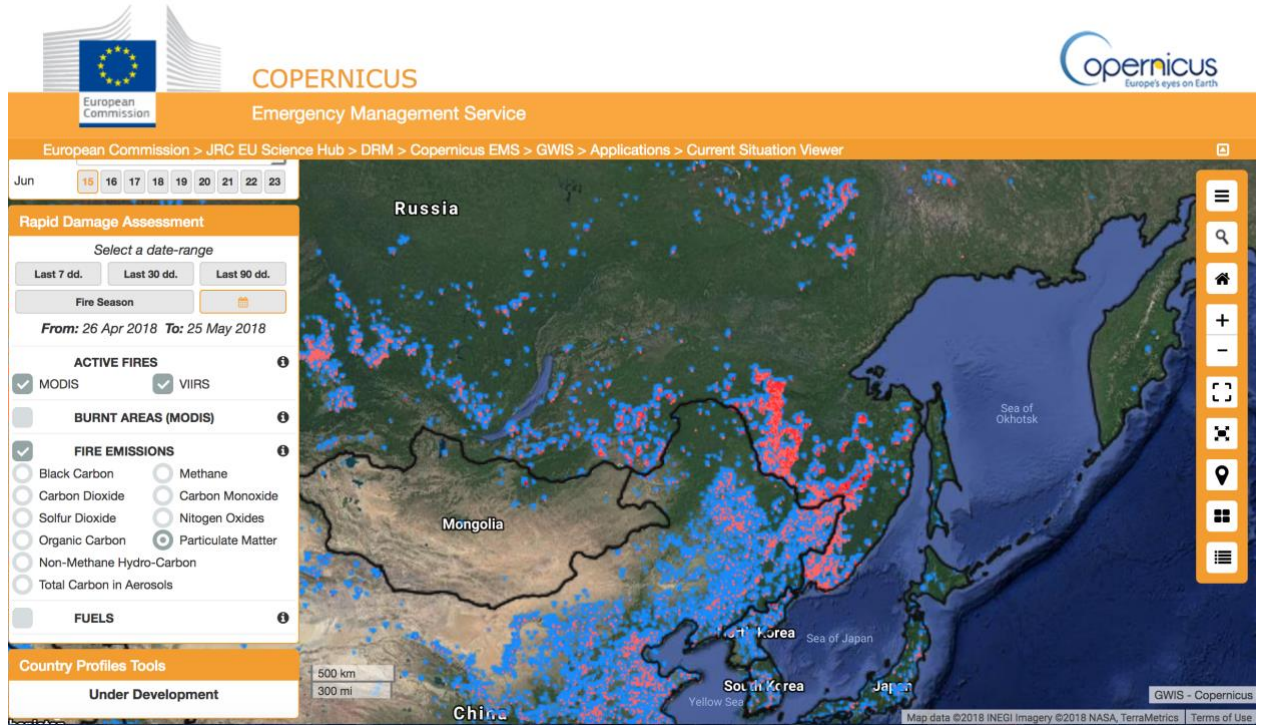 European
Commission
COPERNICUS
Emergency Management Service
opernicus
Europe's eyes on Earth
European Commission > JRC EU Science Hub > DRM > Copernicus EMS > GWIS > Applications > Current Situation Viewer
Jun 15 16 17 18 19 20 21 22 23
Rapid Damage Assessment
Select a date-range
Last 7 dd. Last 30 dd. Last 90 dd.
Fire Season
From: 26 Apr 2018 To: 25 May 2018
ACTIVE FIRES
MODIS VIIRS
BURNT AREAS (MODIS)
FIRE EMISSIONS
Black Carbon Methane
Carbon Dioxide Carbon Monoxide
Solfur Dioxide Nitogen Oxides
Organic Carbon Particulate Matter
Non-Methane Hydro-Carbon
Total Carbon in Aerosols
FUELS
Country Profiles Tools
Under Development
Russia
Sea of
Okhotsk
Mongolia
North Korea
Sea of Japan
South Korea
Japan
Yellow Sea
China
500 km
300 mi
GWIS - Copernicus
Map data ©2018 INEGI Imagery ©2018 NASA, TerraMetrics Terms of Use